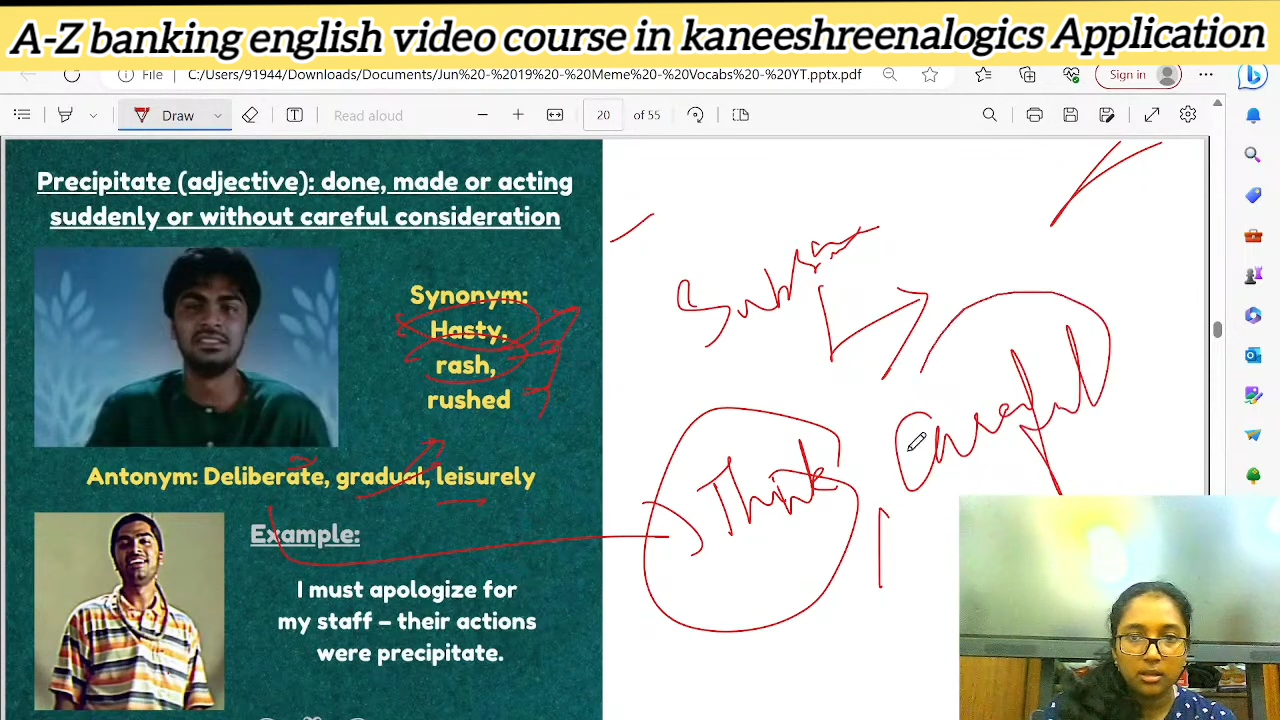 A-Z banking english video course in kaneeshreenalogics Application
File
C:/Users/91944/Downloads/Documents/Jun%20-%2019%20-%20Meme%20-%20Vocabs%20-%20YT.pptx.pdf
Sign in
Draw
Read aloud
20 of 55
Precipitate (adjective): done, made or acting
suddenly or without careful consideration
Synonym:
Hasty,
rash,
rushed
Antonym: Deliberate, gradual, leisurely
Example:
I must apologize for
my staff – their actions
were precipitate.
Careful
Think